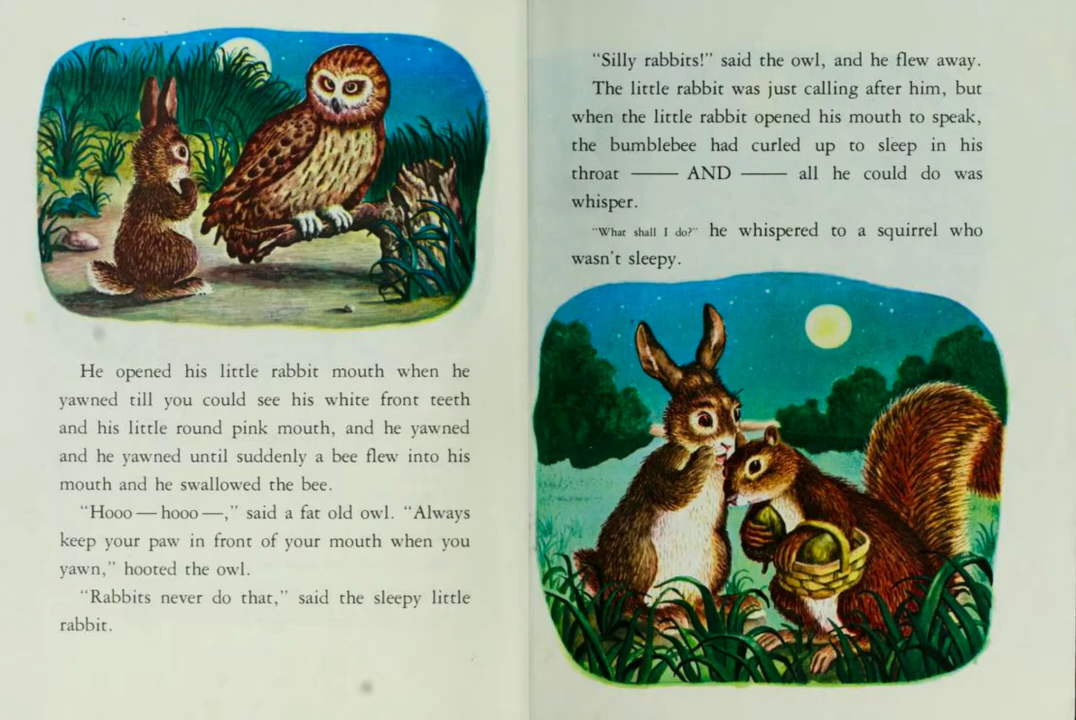 He opened his little rabbit mouth when he
yawned till you could see his white front teeth
and his little round pink mouth, and he yawned
and he yawned until suddenly a bee flew into his
mouth and he swallowed the bee.
"Hooo — hooo —," said a fat old owl. "Always
keep your paw in front of your mouth when you
yawn," hooted the owl.
"Rabbits never do that," said the sleepy little
rabbit.
"Silly rabbits!" said the owl, and he flew away.
The little rabbit was just calling after him, but
when the little rabbit opened his mouth to speak,
the bumblebee had curled up to sleep in his
throat —— AND —— all he could do was
whisper.
"What shall I do?" he whispered to a squirrel who
wasn't sleepy.